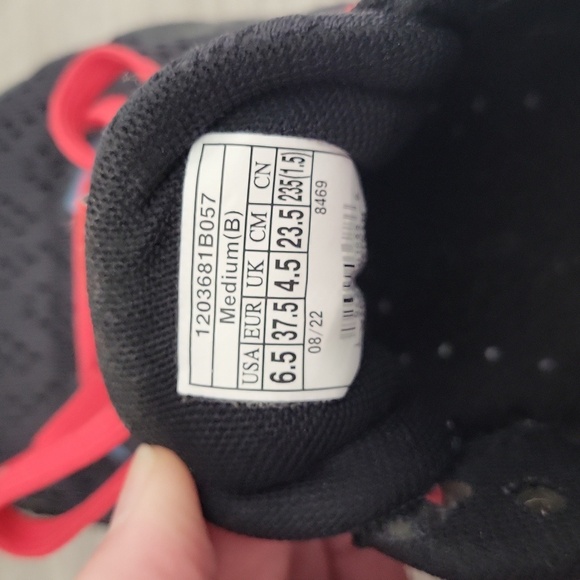 1203681B057
Medium(B)
USA EUR UK CM CN
6.5 37.5 4.5 23.5 235(1.5)
08/22 8469